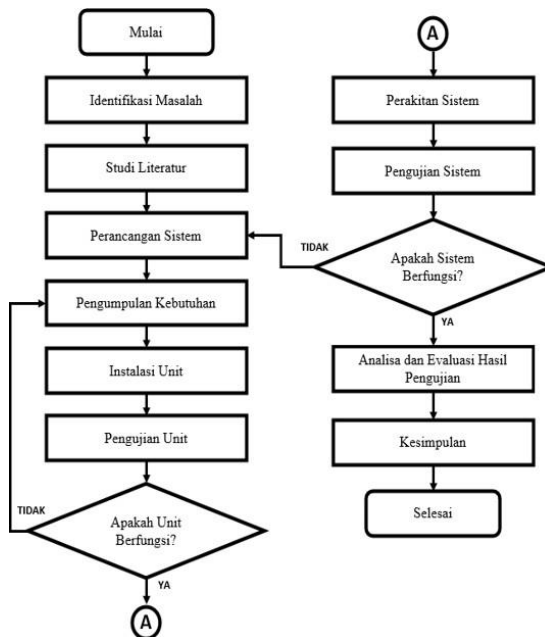 Mulai
Identifikasi Masalah
Studi Literatur
Perancangan Sistem
Pengumpulan Kebutuhan
Instalasi Unit
Pengujian Unit
TIDAK
Apakah Unit
Berfungsi?
YA
A
A
Perakitan Sistem
Pengujian Sistem
TIDAK
Apakah Sistem
Berfungsi?
YA
Analisa dan Evaluasi Hasil
Pengujian
Kesimpulan
Selesai